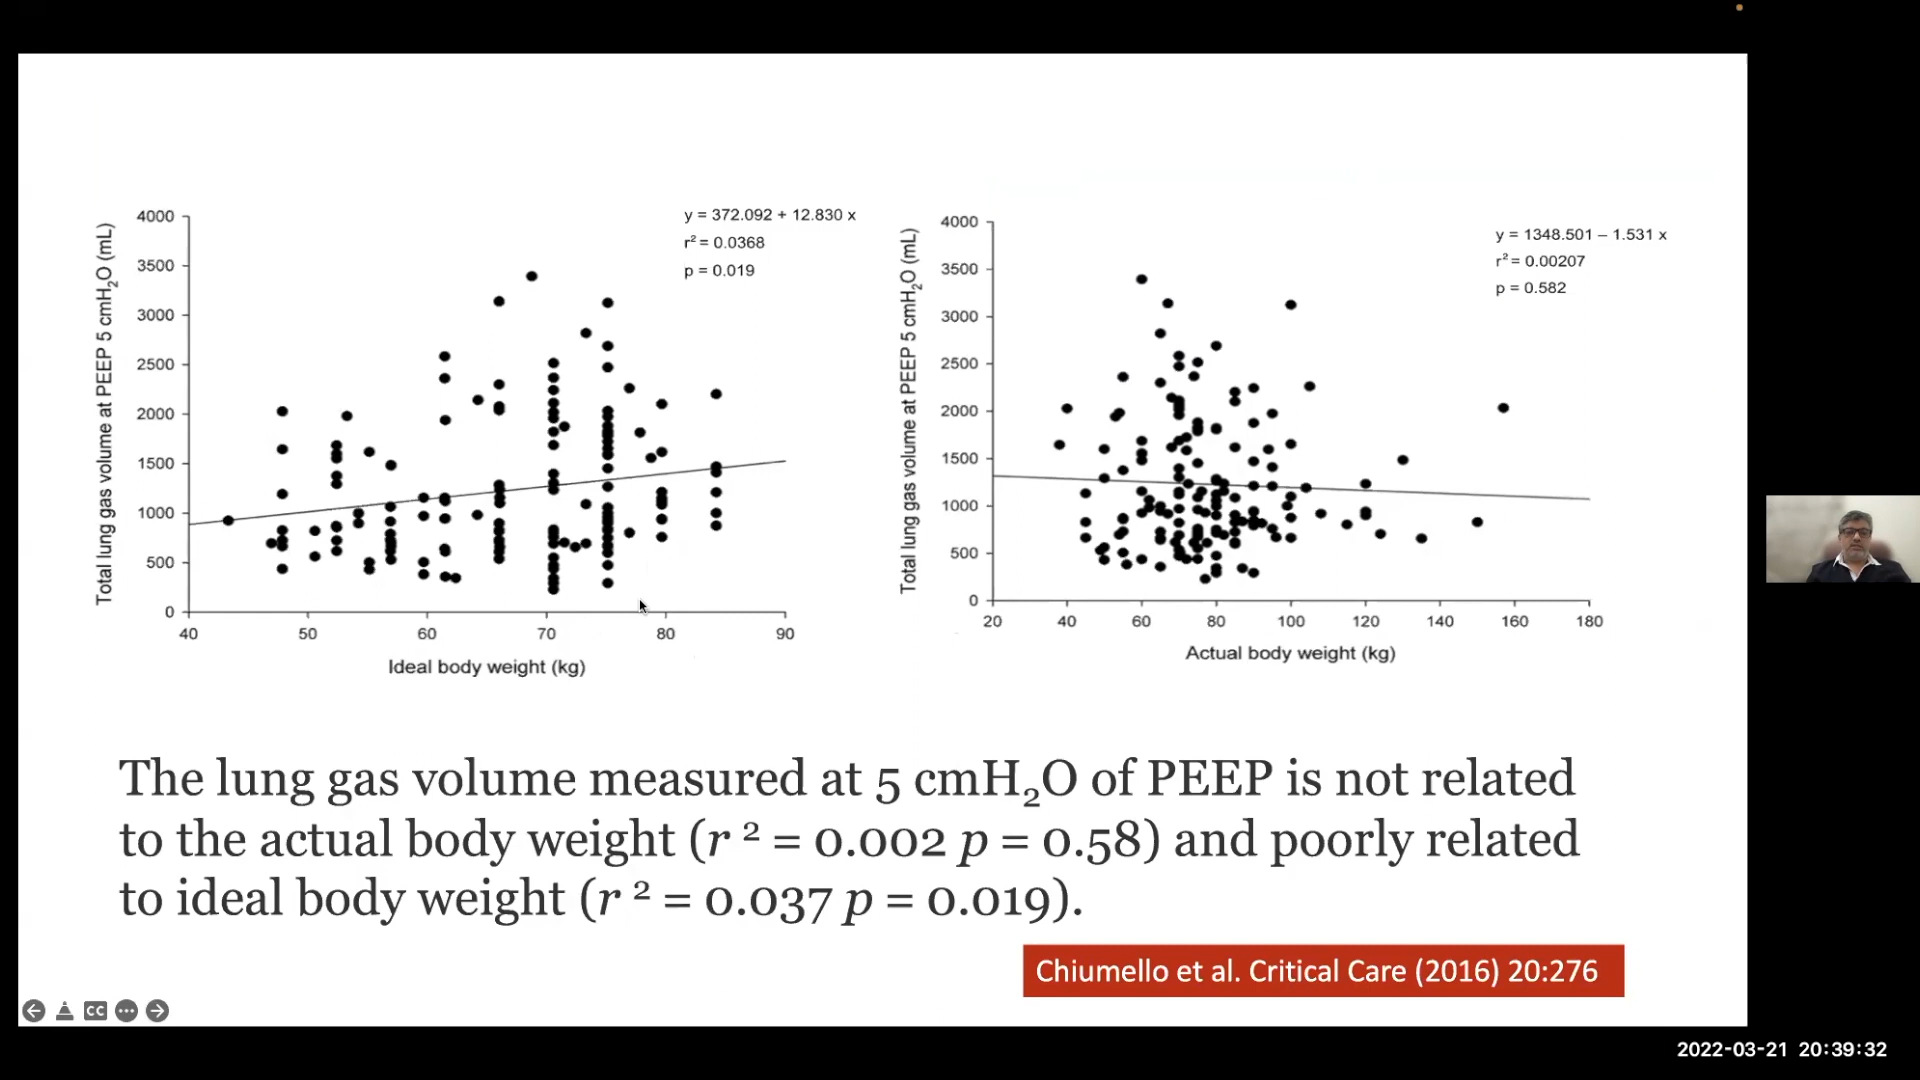 4000
3500
3000
2500
2000
1500
1000
500
0
Total lung gas volume at PEEP 5 cmH₂O (mL)
y = 372.092 + 12.830 x
r² = 0.0368
p = 0.019
40 50 60 70 80 90
Ideal body weight (kg)
4000
3500
3000
2500
2000
1500
1000
500
0
Total lung gas volume at PEEP 5 cmH₂O (mL)
y = 1348.501 – 1.531 x
r² = 0.00207
p = 0.582
20 40 60 80 100 120 140 160 180
Actual body weight (kg)
The lung gas volume measured at 5 cmH₂O of PEEP is not related
to the actual body weight (r ² = 0.002 p = 0.58) and poorly related
to ideal body weight (r ² = 0.037 p = 0.019).
Chiumello et al. Critical Care (2016) 20:276
CC
2022-03-21 20:39:32